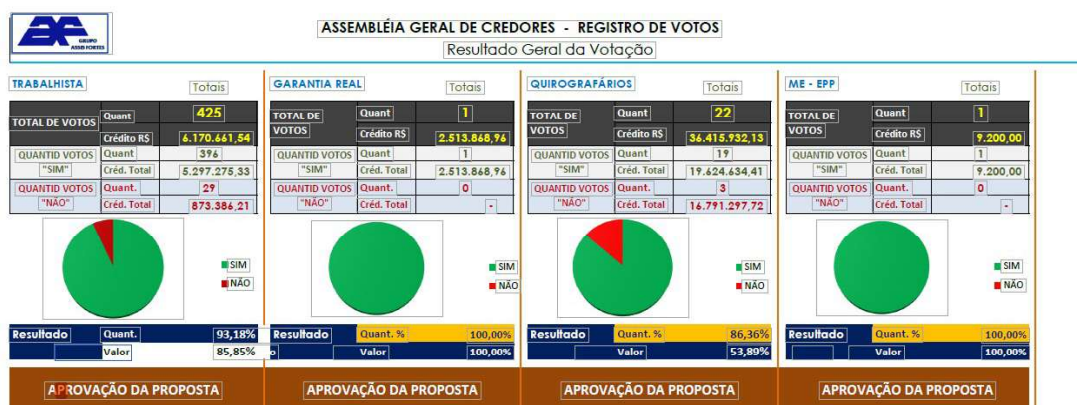 GRUPO
ASSIS FORTES
ASSEMBLÉIA GERAL DE CREDORES - REGISTRO DE VOTOS
Resultado Geral da Votação
TRABALHISTA Totais
TOTAL DE VOTOS Quant 425
Crédito R$ 6.170.661,54
QUANTID VOTOS Quant 396
"SIM" Créd. Total 5.297.275,33
QUANTID VOTOS Quant. 29
"NÃO" Créd. Total 873.386,21
SIM
NÃO
Resultado Quant. 93,18%
Valor 85,85%
APROVAÇÃO DA PROPOSTA
GARANTIA REAL Totais
TOTAL DE Quant 1
VOTOS Crédito R$ 2.513.868,96
QUANTID VOTOS Quant 1
"SIM" Créd. Total 2.513.868,96
QUANTID VOTOS Quant. 0
"NÃO" Créd. Total -
SIM
NÃO
Resultado Quant. % 100,00%
o Valor 100,00%
APROVAÇÃO DA PROPOSTA
QUIROGRAFÁRIOS Totais
TOTAL DE Quant 22
VOTOS Crédito R$ 36.415.932,13
QUANTID VOTOS Quant 19
"SIM" Créd. Total 19.624.634,41
QUANTID VOTOS Quant. 3
"NÃO" Créd. Total 16.791.297,72
SIM
NÃO
Resultado Quant. % 86,36%
Valor 53,89%
APROVAÇÃO DA PROPOSTA
ME - EPP Totais
TOTAL DE Quant 1
VOTOS Crédito R$ 9.200,00
QUANTID VOTOS Quant 1
"SIM" Créd. Total 9.200,00
QUANTID VOTOS Quant. 0
"NÃO" Créd. Total -
SIM
NÃO
Resultado Quant. % 100,00%
Valor 100,00%
APROVAÇÃO DA PROPOSTA